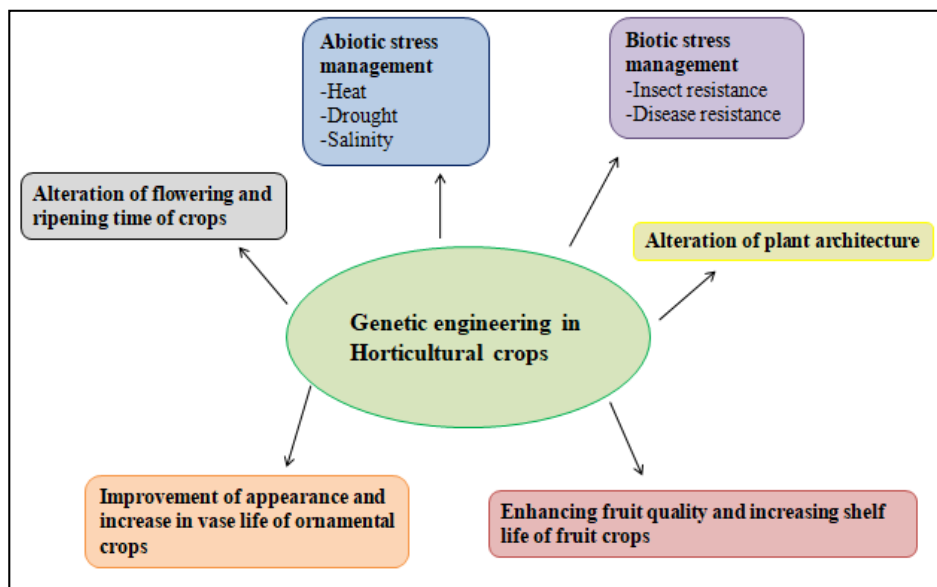 Abiotic stress
management
-Heat
-Drought
-Salinity
Biotic stress
management
-Insect resistance
-Disease resistance
Alteration of flowering and
ripening time of crops
Alteration of plant architecture
Genetic engineering in
Horticultural crops
Improvement of appearance and
increase in vase life of ornamental
crops
Enhancing fruit quality and increasing shelf
life of fruit crops